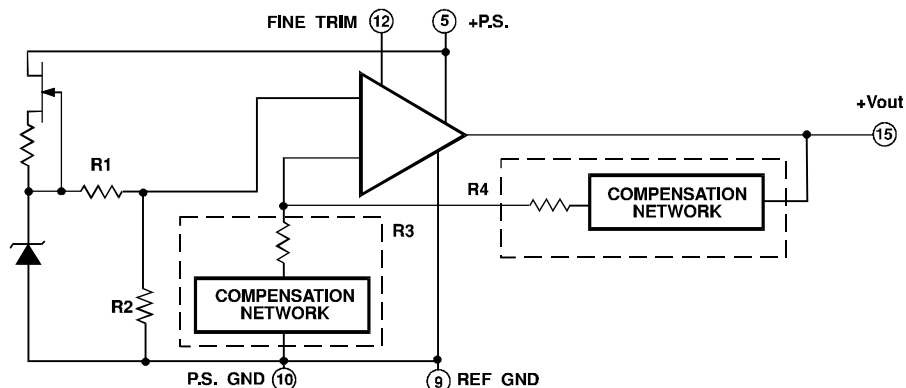 FINE TRIM 12 5 +P.S.
+Vout
15
R1
R4
COMPENSATION
NETWORK
R3
COMPENSATION
NETWORK
R2
P.S. GND 10 9 REF GND